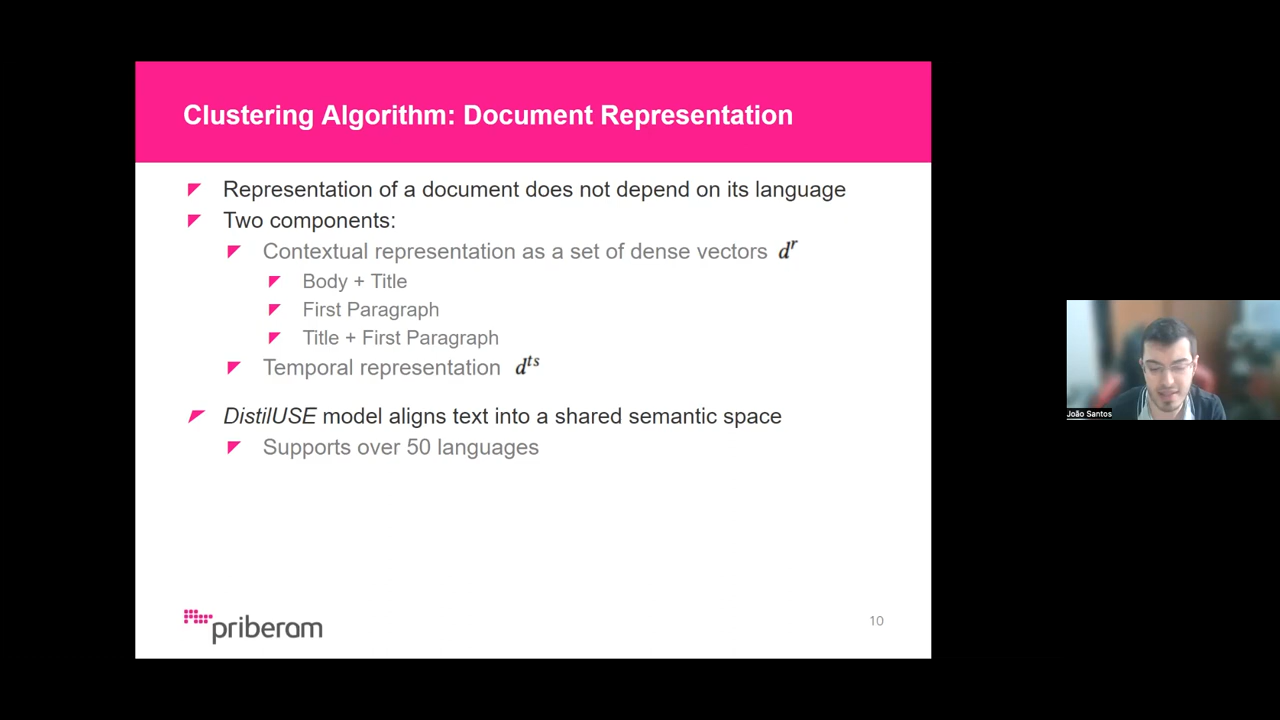 Clustering Algorithm: Document Representation
Representation of a document does not depend on its language
Two components:
Contextual representation as a set of dense vectors dʳ
Body + Title
First Paragraph
Title + First Paragraph
Temporal representation dᵗˢ
DistilUSE model aligns text into a shared semantic space
Supports over 50 languages
priberam
10
João Santos